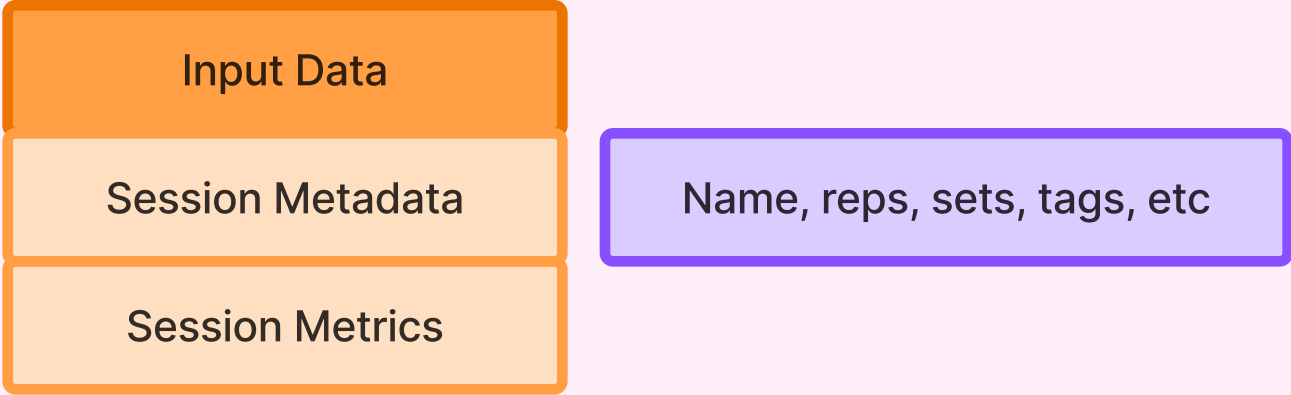 Input Data
Session Metadata
Name, reps, sets, tags, etc
Session Metrics